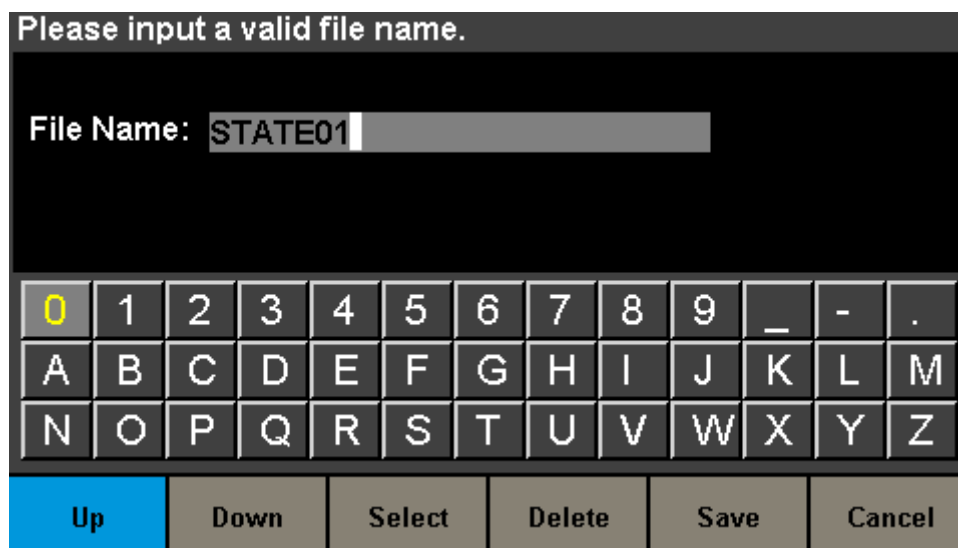 Please input a valid file name.
File Name: STATE01
0 1 2 3 4 5 6 7 8 9 _ - .
A B C D E F G H I J K L M
N O P Q R S T U V W X Y Z
Up Down Select Delete Save Cancel